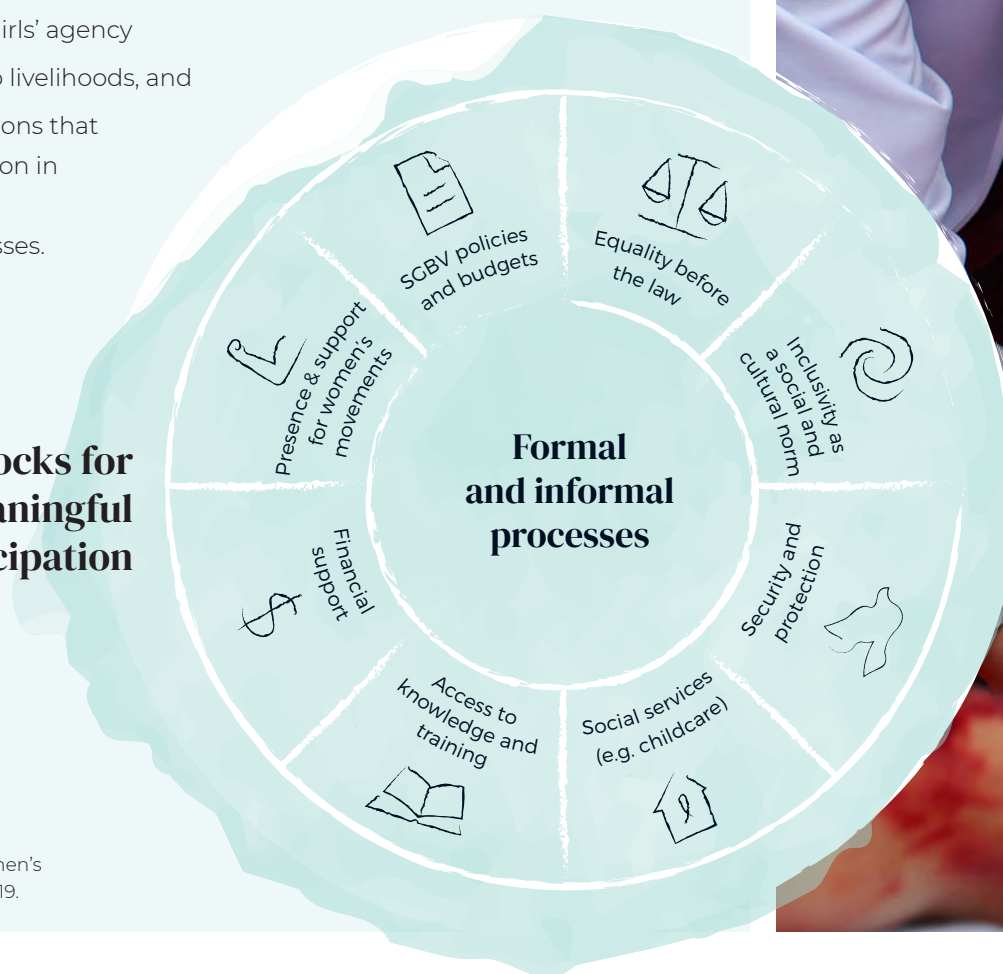 irls’ agency
livelihoods, and
ons that
on in
sses.
ocks for
aningful
cipation
nen’s
19.
SGBV policies
and budgets
Equality before
the law
Inclusivity as
a social and
cultural norm
Security and
protection
Social services
(e.g. childcare)
Access to
knowledge and
training
Financial
support
Presence & support
for women’s
movements
Formal
and informal
processes